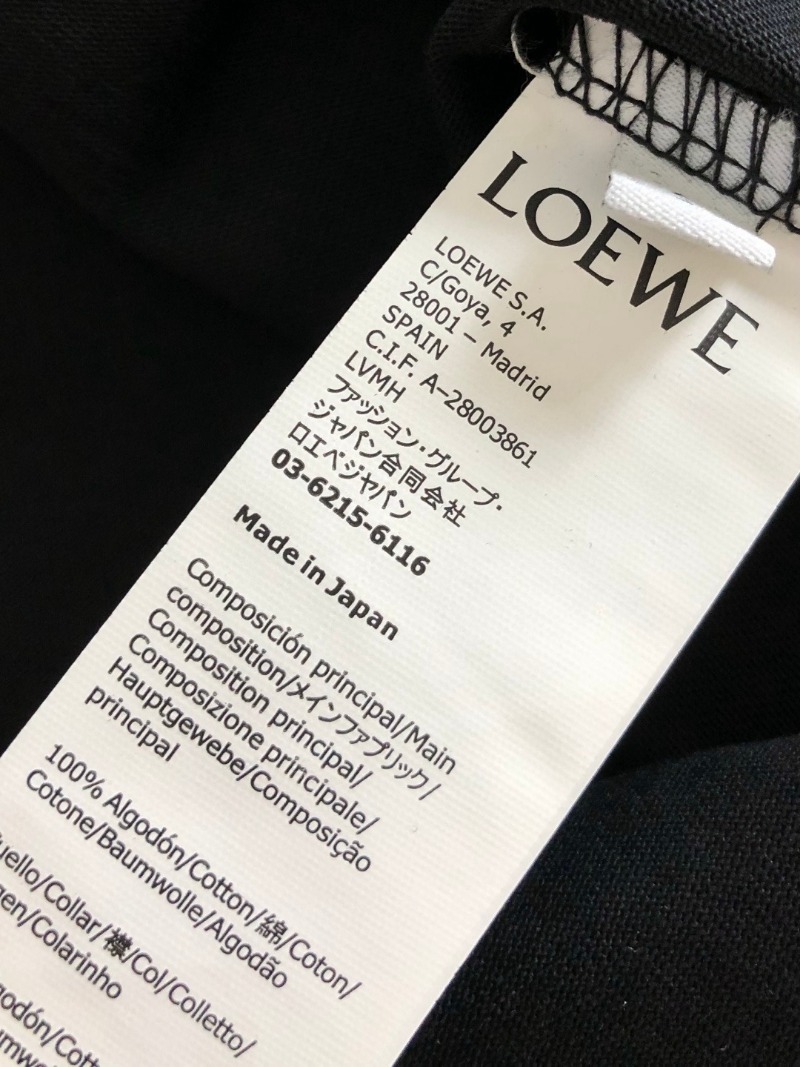 LOEWE
LOEWE S.A.
C/Goya, 4
28001 – Madrid
SPAIN
C.I.F. A-28003861
LVMH
ファッション・グループ・
ジャパン合同会社
ロエベジャパン
03-6215-6116
Made in Japan
Composición principal/Main
composition/メインファブリック/
Composition principal/
Composizione principale/
Hauptgewebe/Composição
principal
100% Algodón/Cotton/綿/Coton/
Cotone/Baumwolle/Algodão
/Collar/襟/Col/Colletto/
/Colarinho